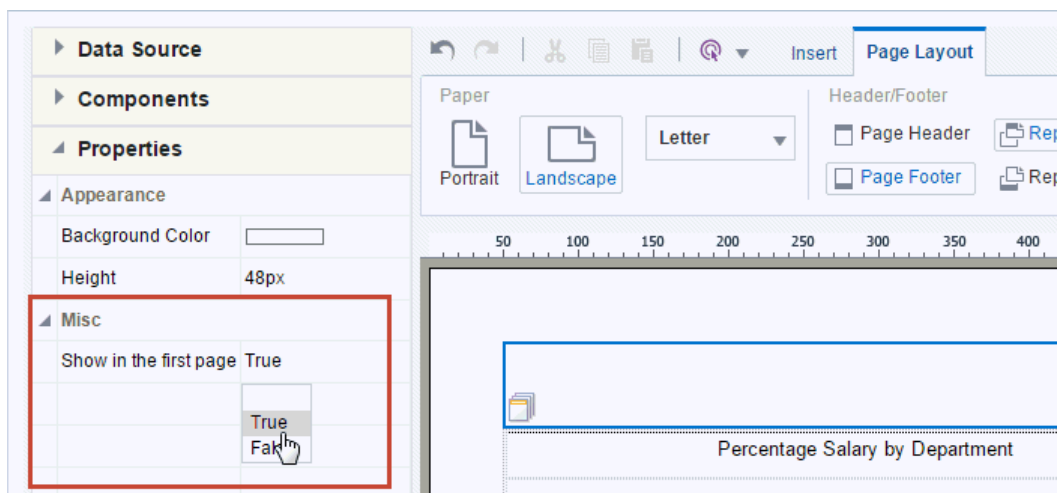 Data Source
Components
Properties
Appearance
Background Color
Height 48px
Misc
Show in the first page True
True
Insert Page Layout
Paper
Portrait
Landscape
Letter
Header/Footer
Page Header
Page Footer
50 100 150 200 250 300 350 400
Percentage Salary by Department